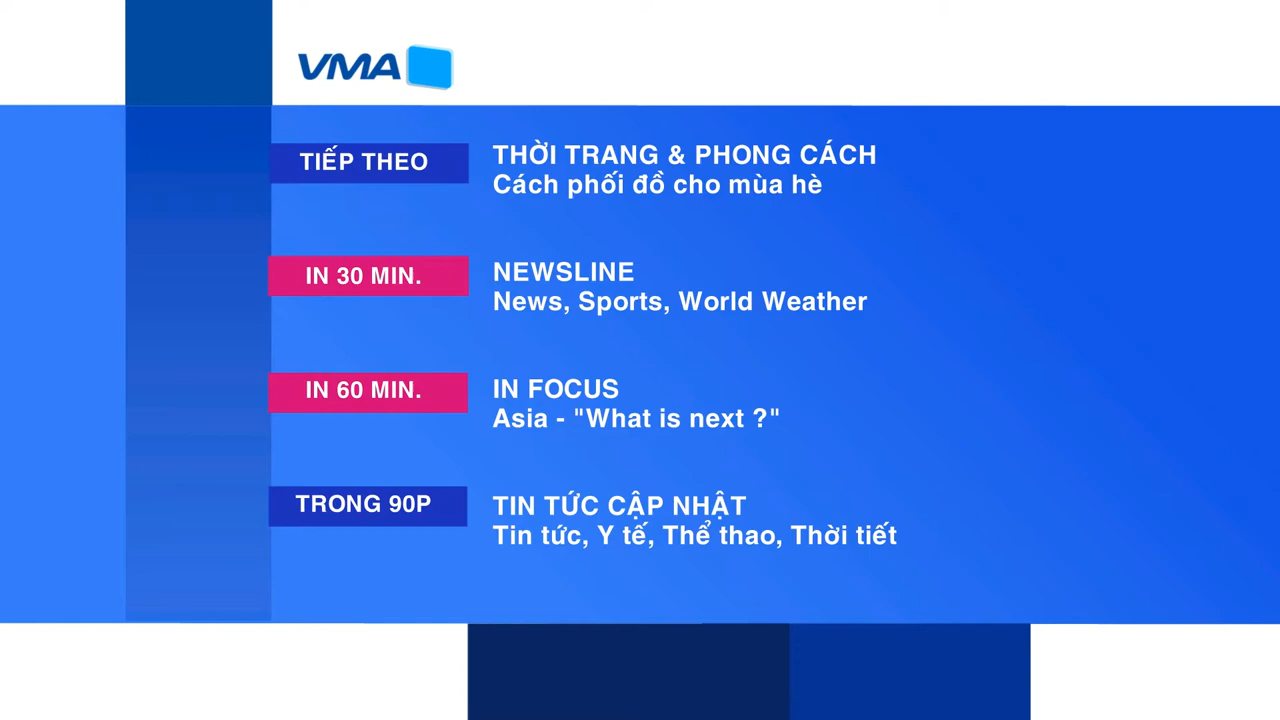 VMA
TIẾP THEO
THỜI TRANG & PHONG CÁCH
Cách phối đồ cho mùa hè
IN 30 MIN.
NEWSLINE
News, Sports, World Weather
IN 60 MIN.
IN FOCUS
Asia - "What is next ?"
TRONG 90P
TIN TỨC CẬP NHẬT
Tin tức, Y tế, Thể thao, Thời tiết